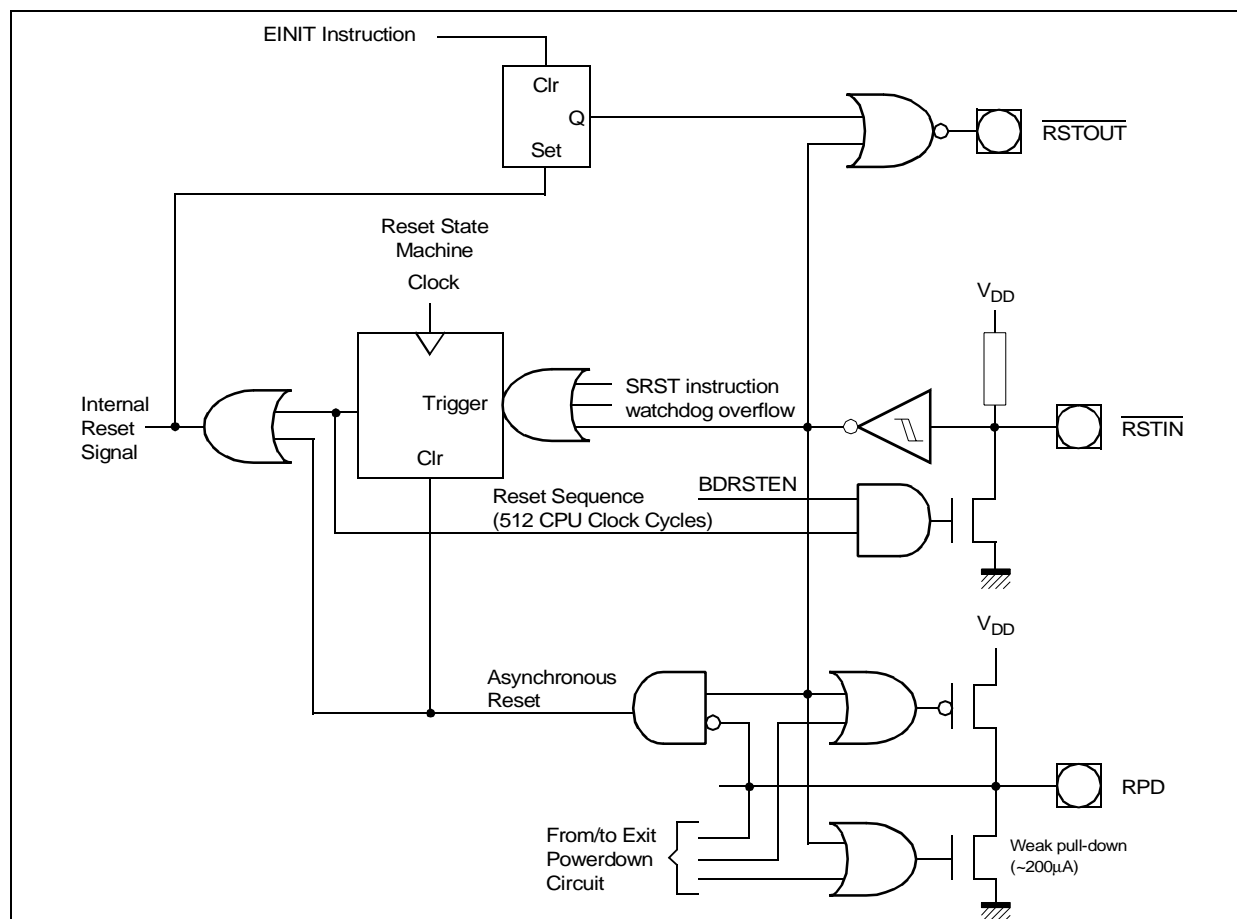 EINIT Instruction
Clr
Q
Set
RSTOUT
Reset State
Machine
Clock
VDD
Trigger
SRST instruction
watchdog overflow
Internal
Reset
Signal
RSTIN
Clr
BDRSTEN
Reset Sequence
(512 CPU Clock Cycles)
VDD
Asynchronous
Reset
RPD
From/to Exit
Powerdown
Circuit
Weak pull-down
(~200µA)